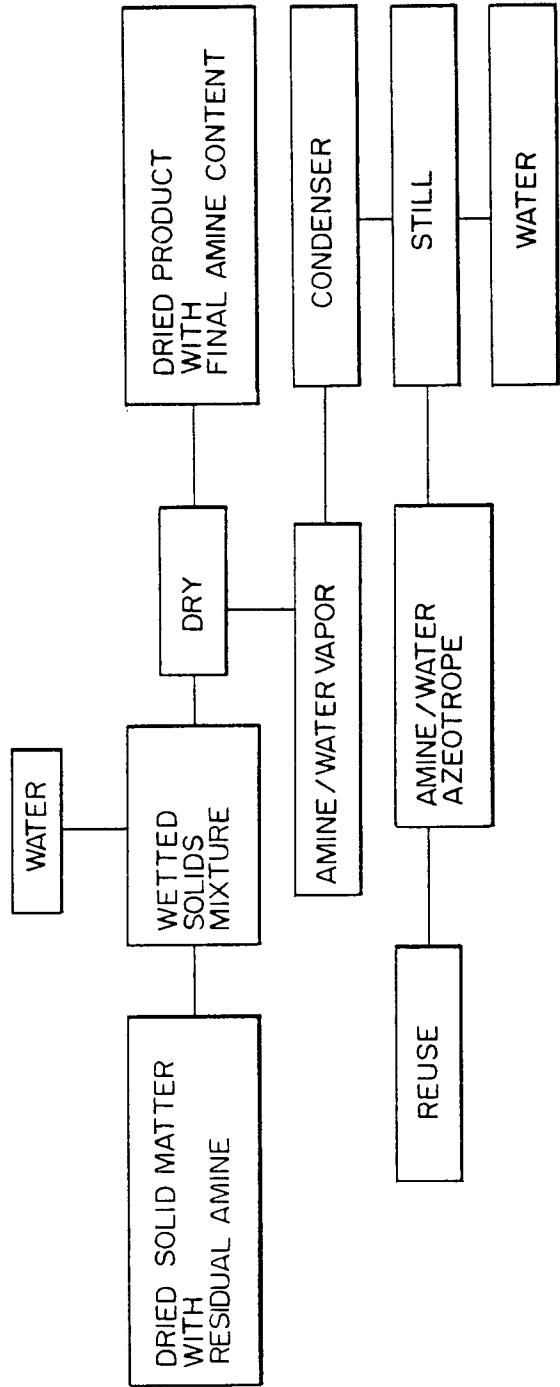 WATER
DRIED SOLID MATTER
WITH
RESIDUAL AMINE
WETTED
SOLIDS
MIXTURE
DRY
DRIED PRODUCT
WITH
FINAL AMINE CONTENT
AMINE/WATER VAPOR
CONDENSER
REUSE
AMINE/WATER
AZEOTROPE
STILL
WATER